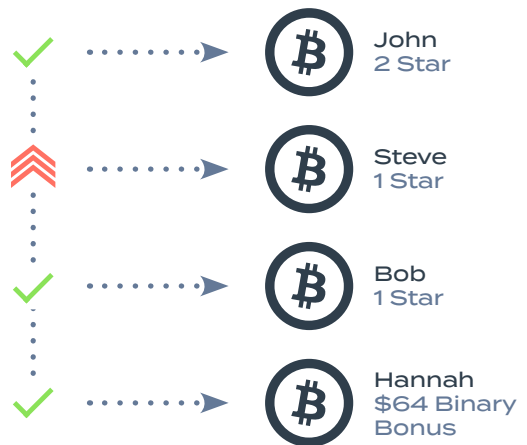 John
2 Star
Steve
1 Star
Bob
1 Star
Hannah
$64 Binary
Bonus